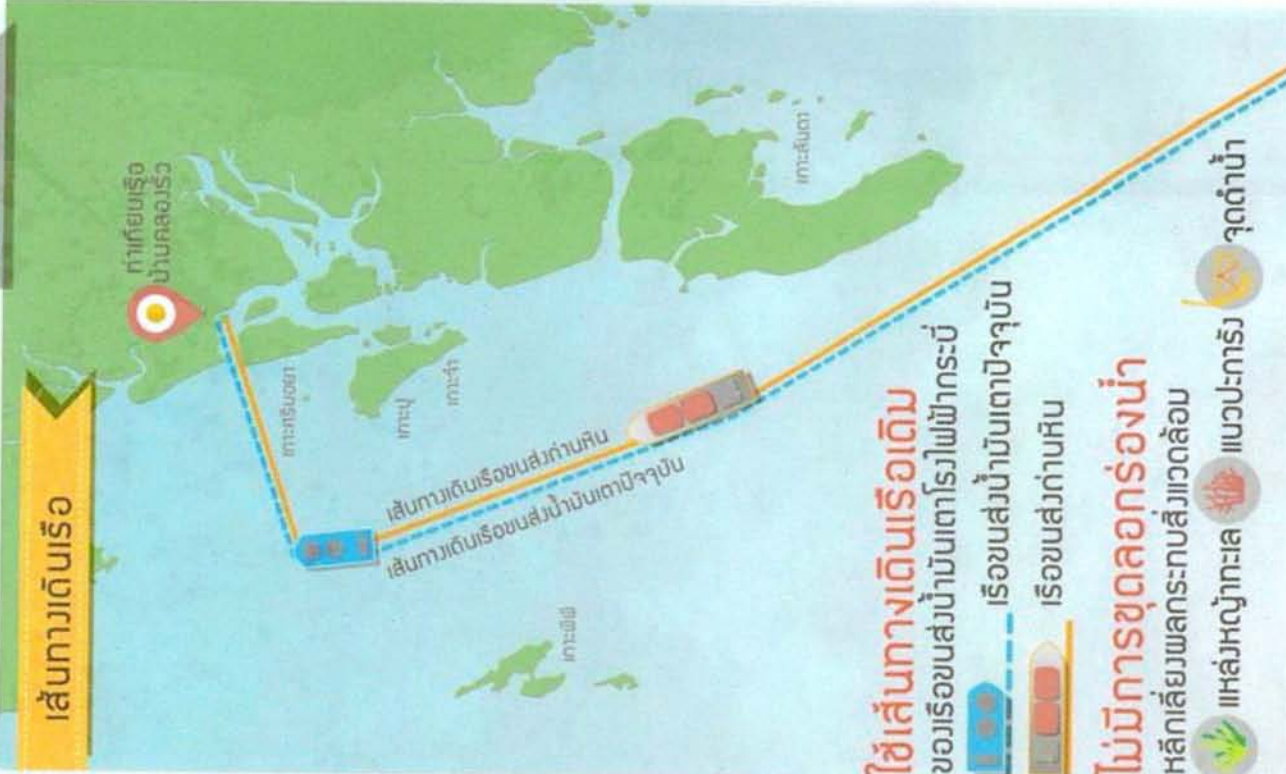 เส้นทางเดินเรือ
ท่าเทียบเรือ
บ้านคลองรั้ว
เกาะศรีบอยา
เกาะปู
เกาะจำ
เกาะลันตา
เกาะพีพี
เส้นทางเดินเรือขนส่งถ่านหิน
เส้นทางเดินเรือขนส่งน้ำมันเตาปัจจุบัน
ใช้เส้นทางเดินเรือเดิม
ของเรือขนส่งน้ำมันเตาโรงไฟฟ้ากระบี่
เรือขนส่งน้ำมันเตาปัจจุบัน
เรือขนส่งถ่านหิน
ไม่มีการขุดลอกร่องน้ำ
หลีกเลี่ยงผลกระทบสิ่งแวดล้อม
แหล่งหญ้าทะเล แนวปะการัง จุดดำน้ำ